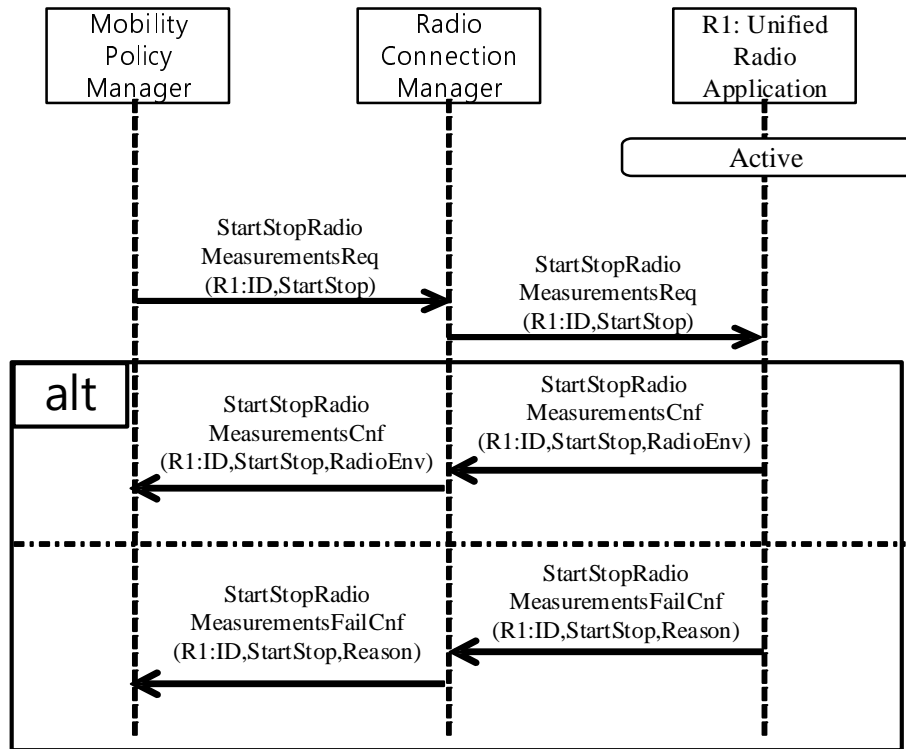 Mobility
Policy
Manager
Radio
Connection
Manager
R1: Unified
Radio
Application
Active
StartStopRadio
MeasurementsReq
(R1:ID,StartStop)
StartStopRadio
MeasurementsReq
(R1:ID,StartStop)
alt
StartStopRadio
MeasurementsCnf
(R1:ID,StartStop,RadioEnv)
StartStopRadio
MeasurementsCnf
(R1:ID,StartStop,RadioEnv)
StartStopRadio
MeasurementsFailCnf
(R1:ID,StartStop,Reason)
StartStopRadio
MeasurementsFailCnf
(R1:ID,StartStop,Reason)